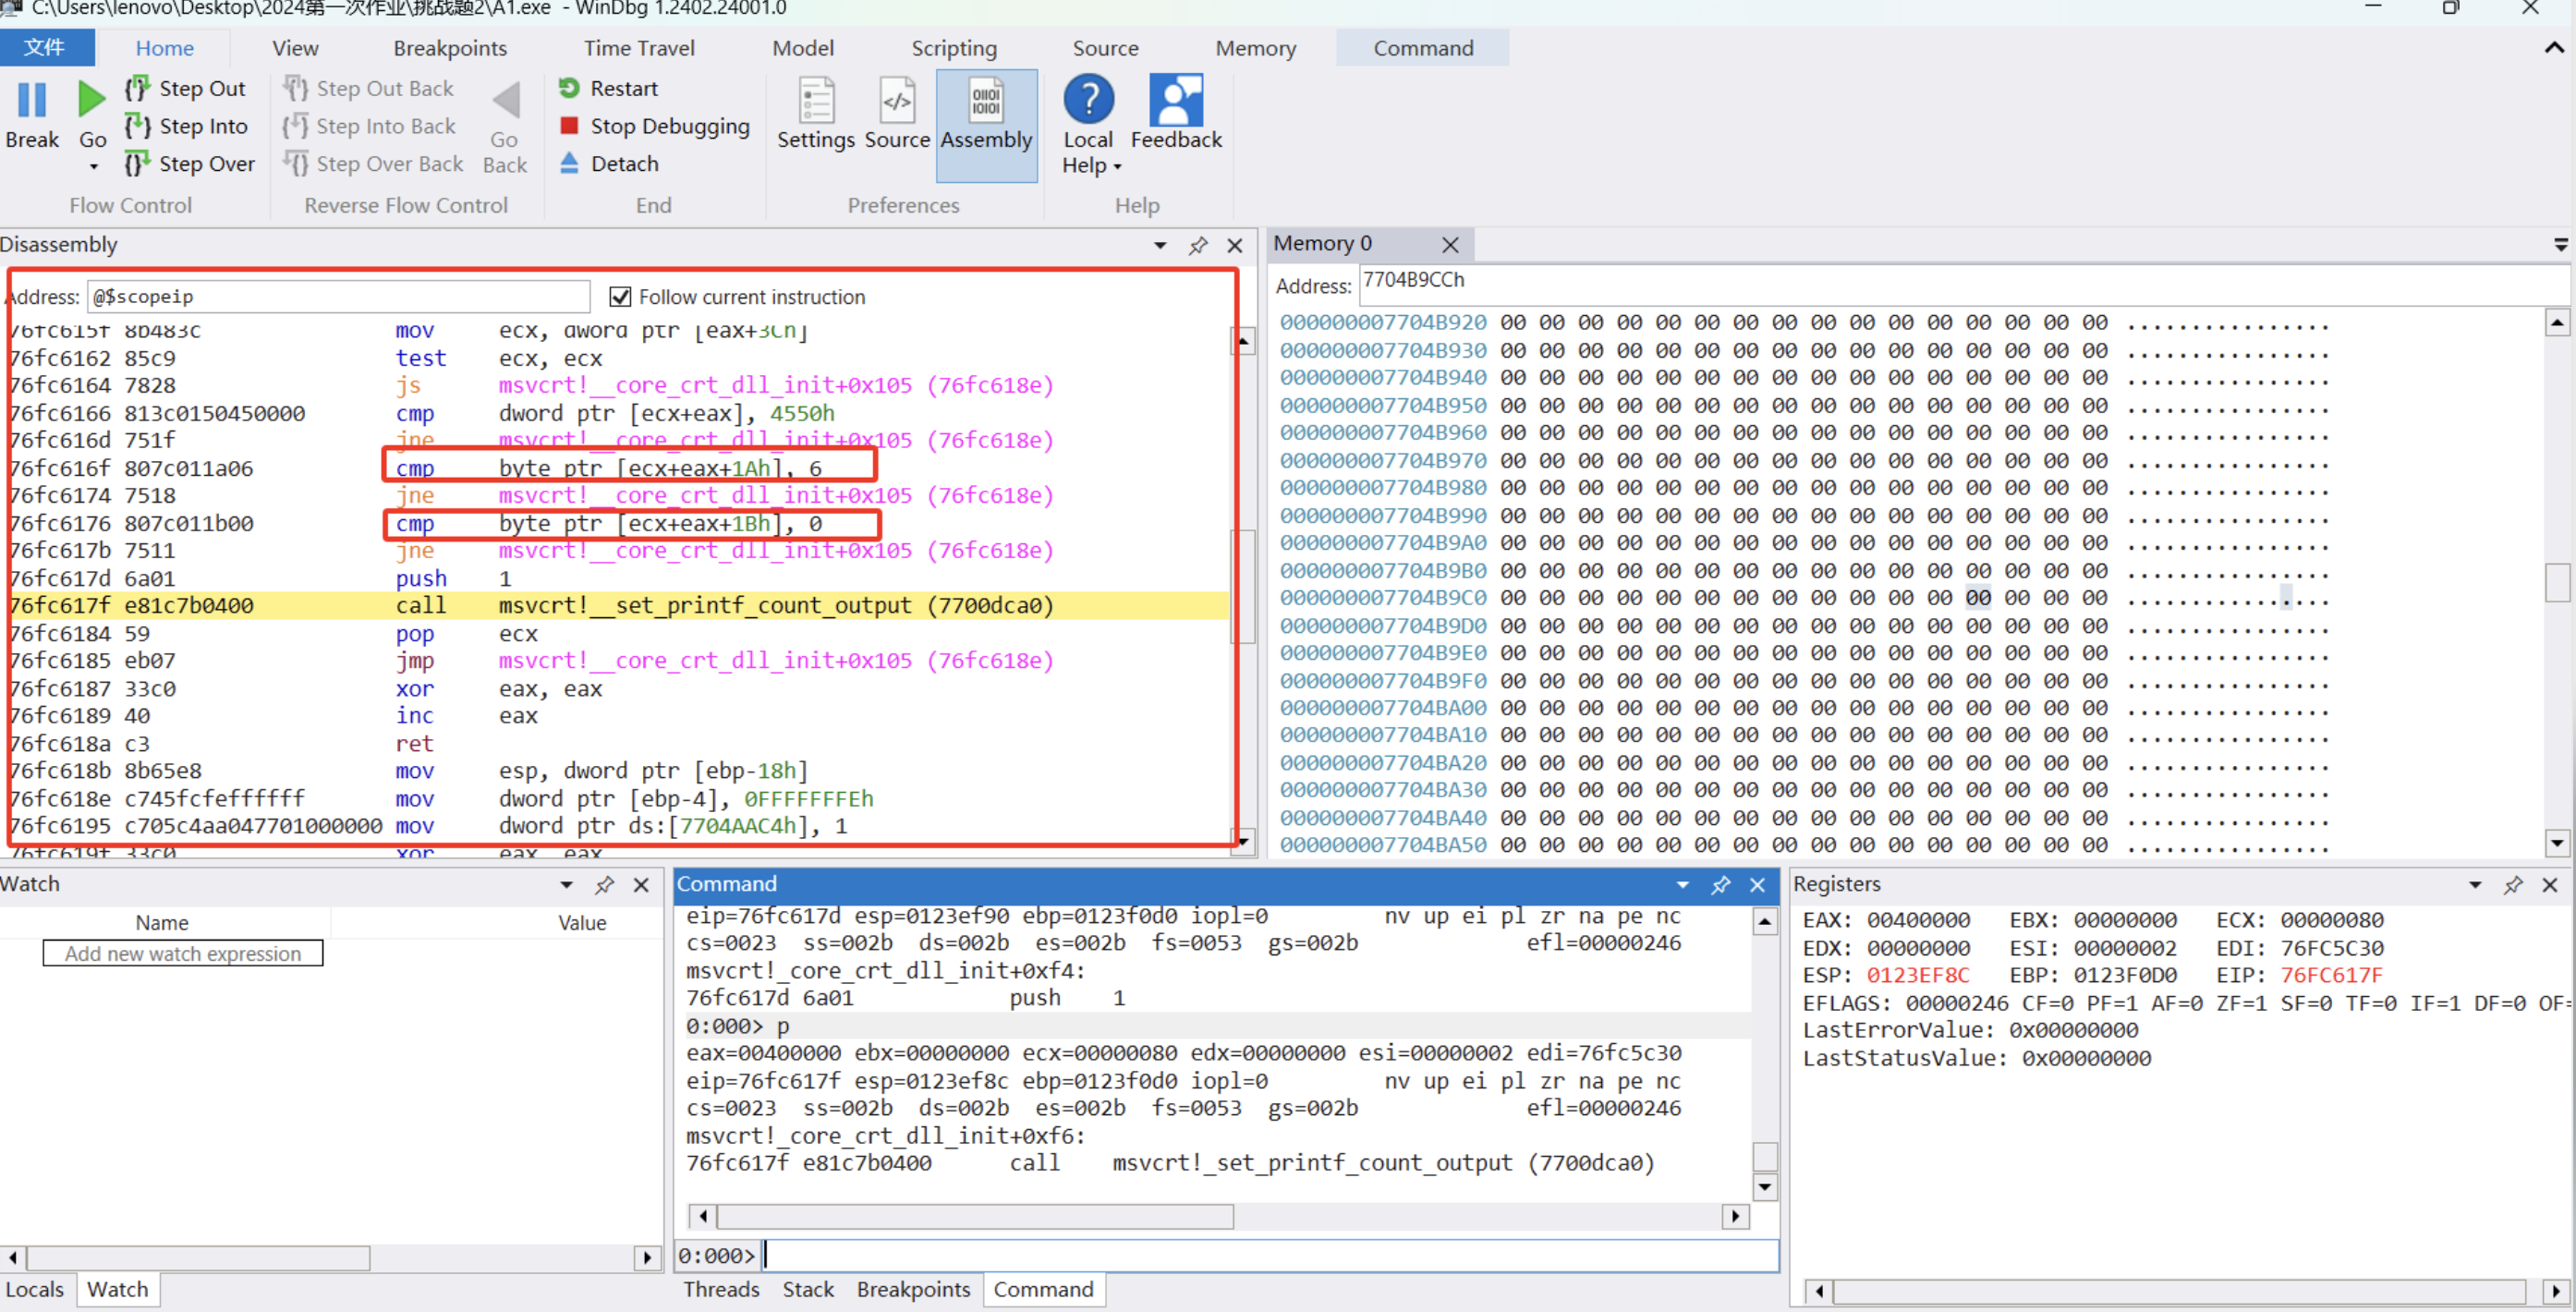 C:\Users\lenovo\Desktop\2024第一次作业\挑战题2\A1.exe - WinDbg 1.2402.24001.0
文件 Home View Breakpoints Time Travel Model Scripting Source Memory Command
Break
Go
Step Out
Step Into
Step Over
Flow Control
Step Out Back
Step Into Back
Step Over Back
Go Back
Reverse Flow Control
Restart
Stop Debugging
Detach
End
Settings
Source
Assembly
Preferences
Local Help
Feedback
Help
Disassembly
Address: @$scopeip Follow current instruction
76fc615f 8b483c mov ecx, dword ptr [eax+3Ch]
76fc6162 85c9 test ecx, ecx
76fc6164 7828 js msvcrt!__core_crt_dll_init+0x105 (76fc618e)
76fc6166 813c0150450000 cmp dword ptr [ecx+eax], 4550h
76fc616d 751f jne msvcrt!__core_crt_dll_init+0x105 (76fc618e)
76fc616f 807c011a06 cmp byte ptr [ecx+eax+1Ah], 6
76fc6174 7518 jne msvcrt!__core_crt_dll_init+0x105 (76fc618e)
76fc6176 807c011b00 cmp byte ptr [ecx+eax+1Bh], 0
76fc617b 7511 jne msvcrt!__core_crt_dll_init+0x105 (76fc618e)
76fc617d 6a01 push 1
76fc617f e81c7b0400 call msvcrt!__set_printf_count_output (7700dca0)
76fc6184 59 pop ecx
76fc6185 eb07 jmp msvcrt!__core_crt_dll_init+0x105 (76fc618e)
76fc6187 33c0 xor eax, eax
76fc6189 40 inc eax
76fc618a c3 ret
76fc618b 8b65e8 mov esp, dword ptr [ebp-18h]
76fc618e c745fcfeffffff mov dword ptr [ebp-4], 0FFFFFFFEh
76fc6195 c705c4aa047701000000 mov dword ptr ds:[7704AAC4h], 1
76fc619f 33c0 xor eax, eax
Memory 0
Address: 7704B9CCh
000000007704B920 00 00 00 00 00 00 00 00 00 00 00 00 00 00 00 00 ................
000000007704B930 00 00 00 00 00 00 00 00 00 00 00 00 00 00 00 00 ................
000000007704B940 00 00 00 00 00 00 00 00 00 00 00 00 00 00 00 00 ................
000000007704B950 00 00 00 00 00 00 00 00 00 00 00 00 00 00 00 00 ................
000000007704B960 00 00 00 00 00 00 00 00 00 00 00 00 00 00 00 00 ................
000000007704B970 00 00 00 00 00 00 00 00 00 00 00 00 00 00 00 00 ................
000000007704B980 00 00 00 00 00 00 00 00 00 00 00 00 00 00 00 00 ................
000000007704B990 00 00 00 00 00 00 00 00 00 00 00 00 00 00 00 00 ................
000000007704B9A0 00 00 00 00 00 00 00 00 00 00 00 00 00 00 00 00 ................
000000007704B9B0 00 00 00 00 00 00 00 00 00 00 00 00 00 00 00 00 ................
000000007704B9C0 00 00 00 00 00 00 00 00 00 00 00 00 00 00 00 00 ................
000000007704B9D0 00 00 00 00 00 00 00 00 00 00 00 00 00 00 00 00 ................
000000007704B9E0 00 00 00 00 00 00 00 00 00 00 00 00 00 00 00 00 ................
000000007704B9F0 00 00 00 00 00 00 00 00 00 00 00 00 00 00 00 00 ................
000000007704BA00 00 00 00 00 00 00 00 00 00 00 00 00 00 00 00 00 ................
000000007704BA10 00 00 00 00 00 00 00 00 00 00 00 00 00 00 00 00 ................
000000007704BA20 00 00 00 00 00 00 00 00 00 00 00 00 00 00 00 00 ................
000000007704BA30 00 00 00 00 00 00 00 00 00 00 00 00 00 00 00 00 ................
000000007704BA40 00 00 00 00 00 00 00 00 00 00 00 00 00 00 00 00 ................
000000007704BA50 00 00 00 00 00 00 00 00 00 00 00 00 00 00 00 00 ................
Watch
Name Value
Add new watch expression
Locals Watch
Command
eip=76fc617d esp=0123ef90 ebp=0123f0d0 iopl=0 nv up ei pl zr na pe nc
cs=0023 ss=002b ds=002b es=002b fs=0053 gs=002b efl=00000246
msvcrt!_core_crt_dll_init+0xf4:
76fc617d 6a01 push 1
0:000> p
eax=00400000 ebx=00000000 ecx=00000080 edx=00000000 esi=00000002 edi=76fc5c30
eip=76fc617f esp=0123ef8c ebp=0123f0d0 iopl=0 nv up ei pl zr na pe nc
cs=0023 ss=002b ds=002b es=002b fs=0053 gs=002b efl=00000246
msvcrt!_core_crt_dll_init+0xf6:
76fc617f e81c7b0400 call msvcrt!_set_printf_count_output (7700dca0)
0:000>
Threads Stack Breakpoints Command
Registers
EAX: 00400000 EBX: 00000000 ECX: 00000080
EDX: 00000000 ESI: 00000002 EDI: 76FC5C30
ESP: 0123EF8C EBP: 0123F0D0 EIP: 76FC617F
EFLAGS: 00000246 CF=0 PF=1 AF=0 ZF=1 SF=0 TF=0 IF=1 DF=0 OF=
LastErrorValue: 0x00000000
LastStatusValue: 0x00000000